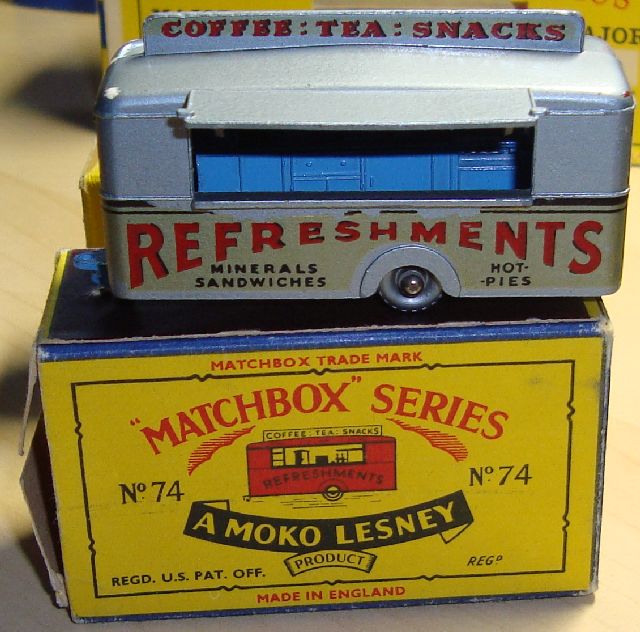 COFFEE : TEA : SNACKS
REFRESHMENTS
MINERALS
SANDWICHES
HOT-
-PIES
MATCHBOX TRADE MARK
"MATCHBOX" SERIES
COFFEE : TEA : SNACKS
REFRESHMENTS
Nº 74
Nº 74
A MOKO LESNEY
PRODUCT
REGD. U.S. PAT. OFF.
REGᴰ
MADE IN ENGLAND
AJOR